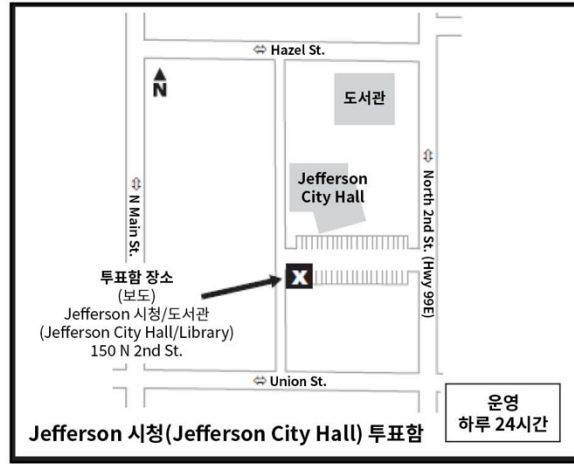 ⇔ Hazel St.
N
도서관
Jefferson
City Hall
⇔ N Main St.
⇔ North 2nd St. (Hwy 99E)
투표함 장소
(보도)
Jefferson 시청/도서관
(Jefferson City Hall/Library)
150 N 2nd St.
X
⇔ Union St.
운영
하루 24시간
Jefferson 시청(Jefferson City Hall) 투표함